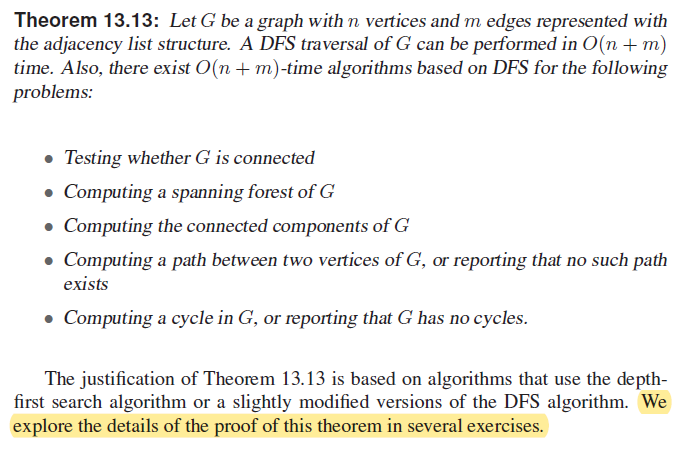 Theorem 13.13: Let G be a graph with n vertices and m edges represented with
the adjacency list structure. A DFS traversal of G can be performed in O(n + m)
time. Also, there exist O(n + m)-time algorithms based on DFS for the following
problems:
• Testing whether G is connected
• Computing a spanning forest of G
• Computing the connected components of G
• Computing a path between two vertices of G, or reporting that no such path
exists
• Computing a cycle in G, or reporting that G has no cycles.
The justification of Theorem 13.13 is based on algorithms that use the depth-
first search algorithm or a slightly modified versions of the DFS algorithm. We
explore the details of the proof of this theorem in several exercises.